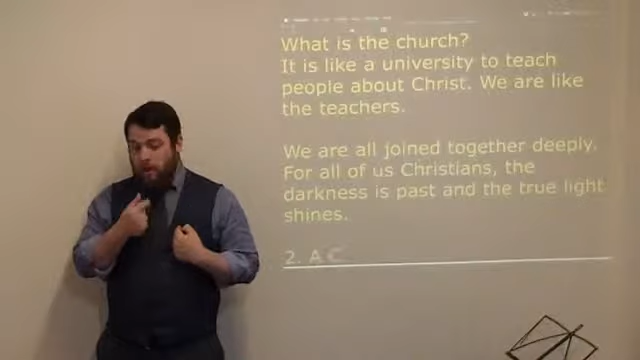 What is the church?
It is like a university to teach
people about Christ. We are like
the teachers.
We are all joined together deeply.
For all of us Christians, the
darkness is past and the true light
shines.
2. A C